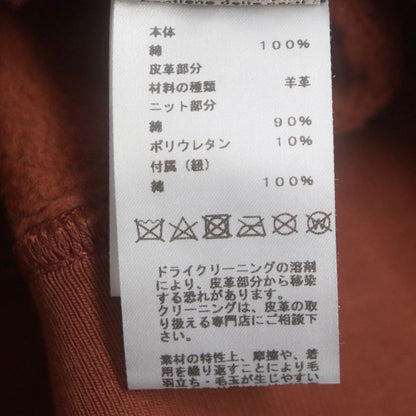 本体
綿 100%
皮革部分
材料の種類 羊革
ニット部分
綿 90%
ポリウレタン 10%
付属(紐)
綿 100%
ドライクリーニングの溶剤
により、皮革部分から移染
する恐れがあります。
クリーニングは、皮革の取
り扱える専門店にご相談下
さい。
素材の特性上、摩擦や、着
用を繰り返すことにより毛
羽立ち・毛玉が生じやすい